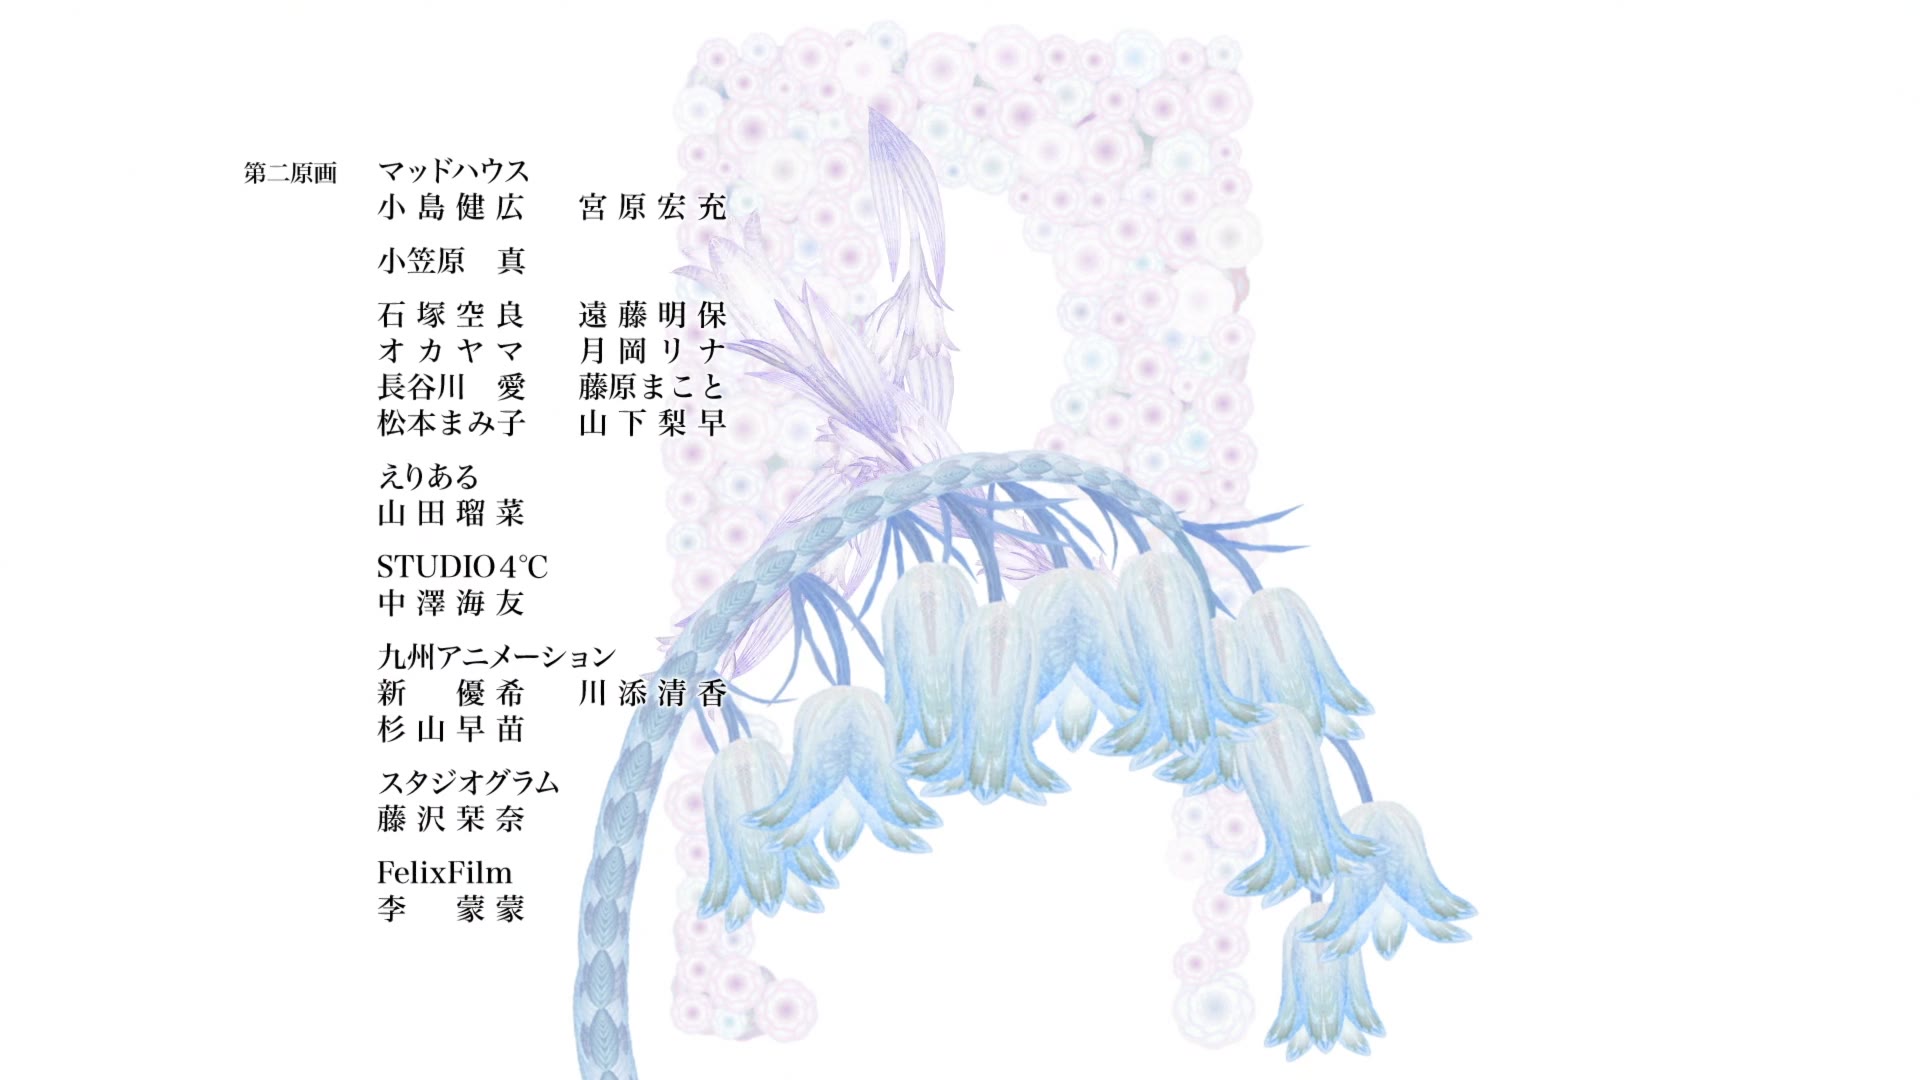 第二原画 マッドハウス
小島健広 宮原宏充
小笠原 真
石塚空良 遠藤明保
オカヤマ 月岡リナ
長谷川 愛 藤原まこと
松本まみ子 山下梨早
えりある
山田瑠菜
STUDIO4℃
中澤海友
九州アニメーション
新 優希 川添清香
杉山早苗
スタジオグラム
藤沢栞奈
FelixFilm
李 蒙蒙